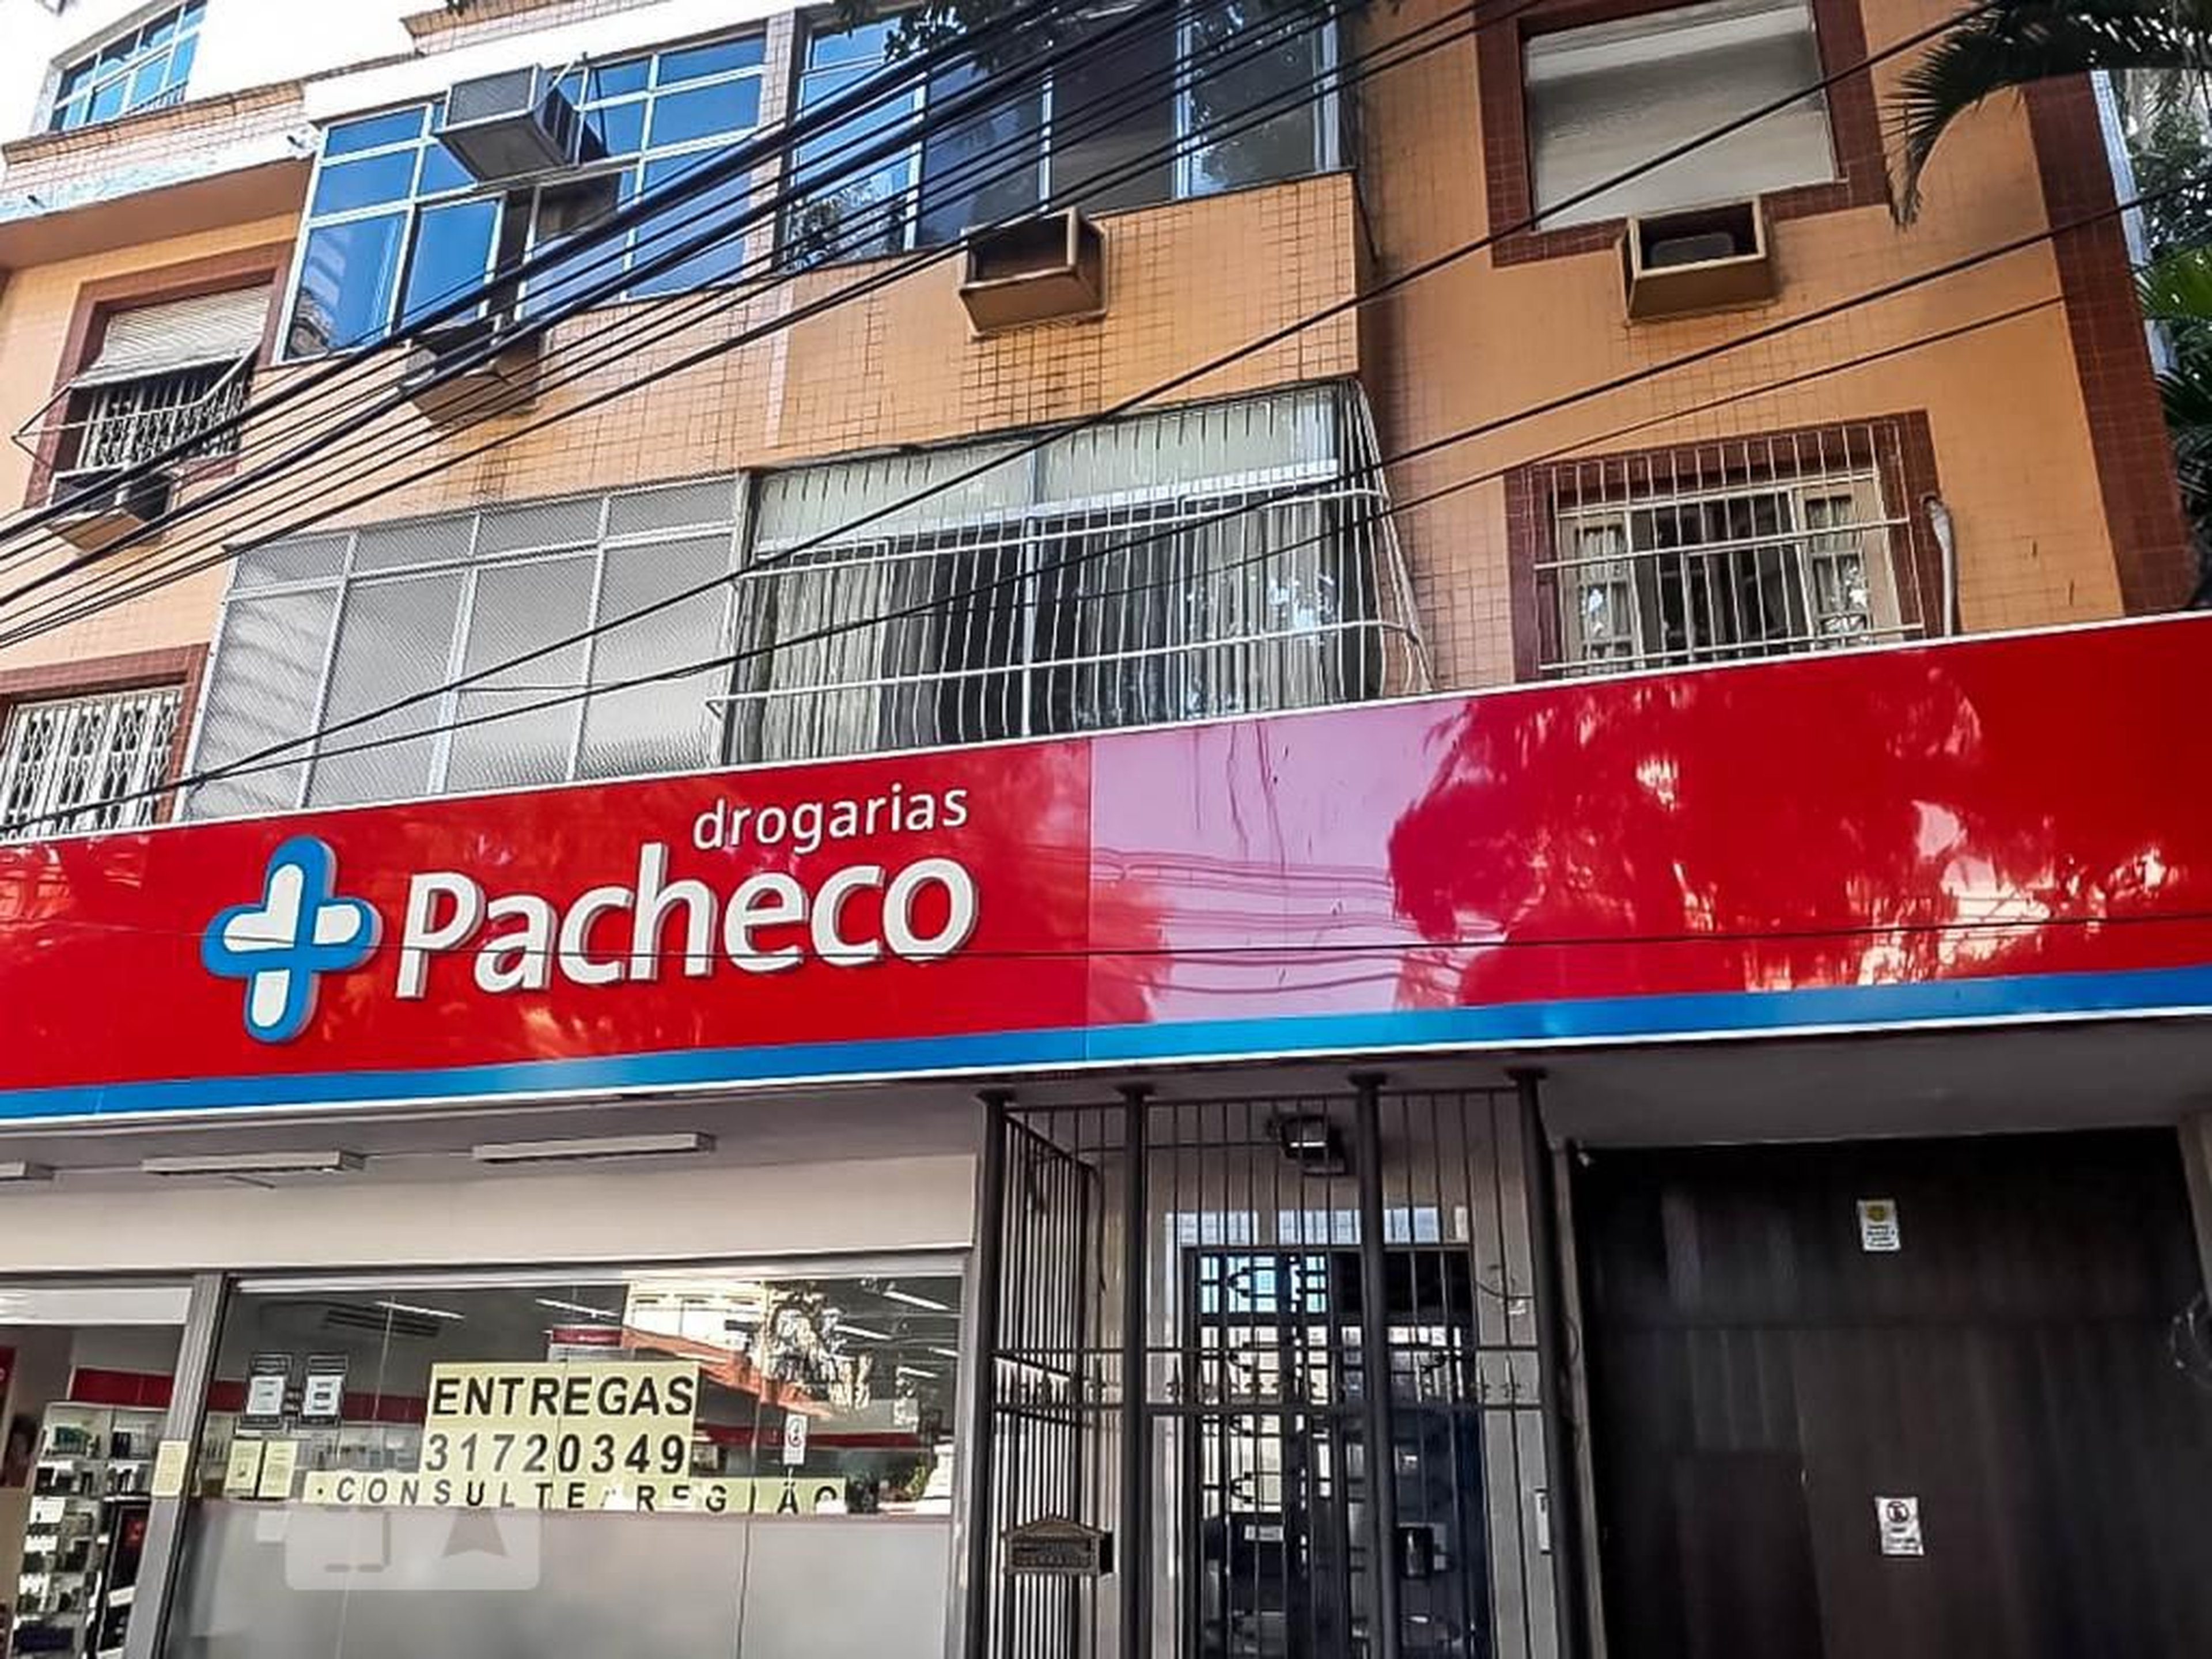 drogarias
Pacheco
ENTREGAS
31720349
·CONSULTE A REGIÃO